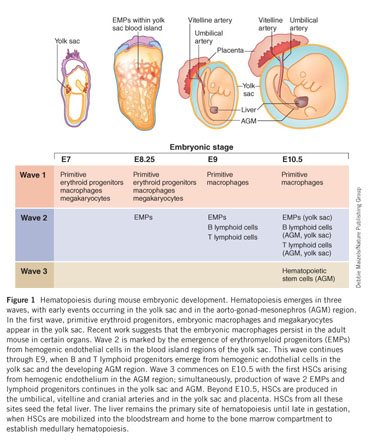 EMPs within yolk
sac blood island
Yolk sac
Vitelline artery
Umbilical
artery
Placenta
Vitelline
artery
Umbilical
artery
Yolk
sac
Liver
AGM
Embryonic stage
E7 E8.25 E9 E10.5
Wave 1
Primitive
erythroid progenitors
macrophages
megakaryocytes
Primitive
erythroid progenitors
macrophages
megakaryocytes
Primitive
macrophages
Primitive
macrophages
Wave 2
EMPs
EMPs
B lymphoid cells
T lymphoid cells
EMPs (yolk sac)
B lymphoid cells
(AGM, yolk sac)
T lymphoid cells
(AGM, yolk sac)
Wave 3
Hematopoietic
stem cells (AGM)
Debbie Maizels/Nature Publishing Group
Figure 1 Hematopoiesis during mouse embryonic development. Hematopoiesis emerges in three
waves, with early events occurring in the yolk sac and in the aorto-gonad-mesonephros (AGM) region.
In the first wave, primitive erythroid progenitors, embryonic macrophages and megakaryocytes
appear in the yolk sac. Recent work suggests that the embryonic macrophages persist in the adult
mouse in certain organs. Wave 2 is marked by the emergence of erythromyeloid progenitors (EMPs)
from hemogenic endothelial cells in the blood island regions of the yolk sac. This wave continues
through E9, when B and T lymphoid progenitors emerge from hemogenic endothelial cells in the
yolk sac and the developing AGM region. Wave 3 commences on E10.5 with the first HSCs arising
from hemogenic endothelium in the AGM region; simultaneously, production of wave 2 EMPs and
lymphoid progenitors continues in the yolk sac and AGM. Beyond E10.5, HSCs are produced in
the umbilical, vitelline and cranial arteries and in the yolk sac and placenta. HSCs from all these
sites seed the fetal liver. The liver remains the primary site of hematopoiesis until late in gestation,
when HSCs are mobilized into the bloodstream and home to the bone marrow compartment to
establish medullary hematopoiesis.